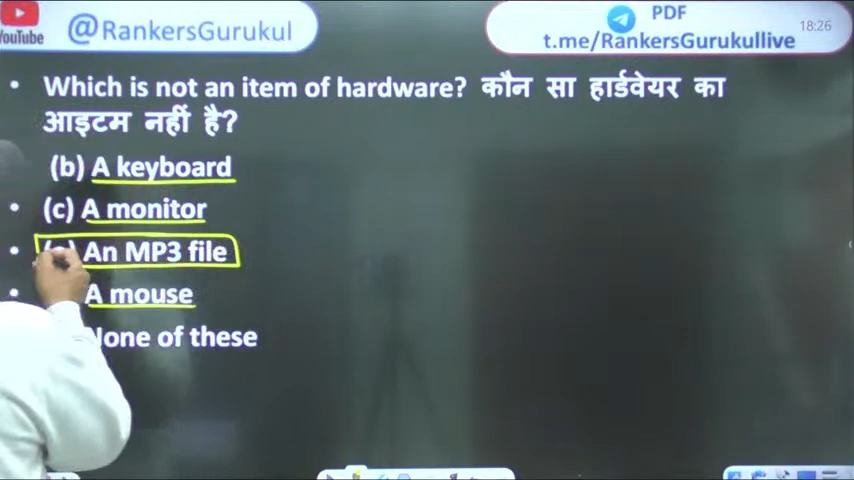 YouTube
@RankersGurukul
PDF
t.me/RankersGurukullive
18:26
• Which is not an item of hardware? कौन सा हार्डवेयर का
आइटम नहीं है?
(b) A keyboard
• (c) A monitor
• An MP3 file
• A mouse
None of these